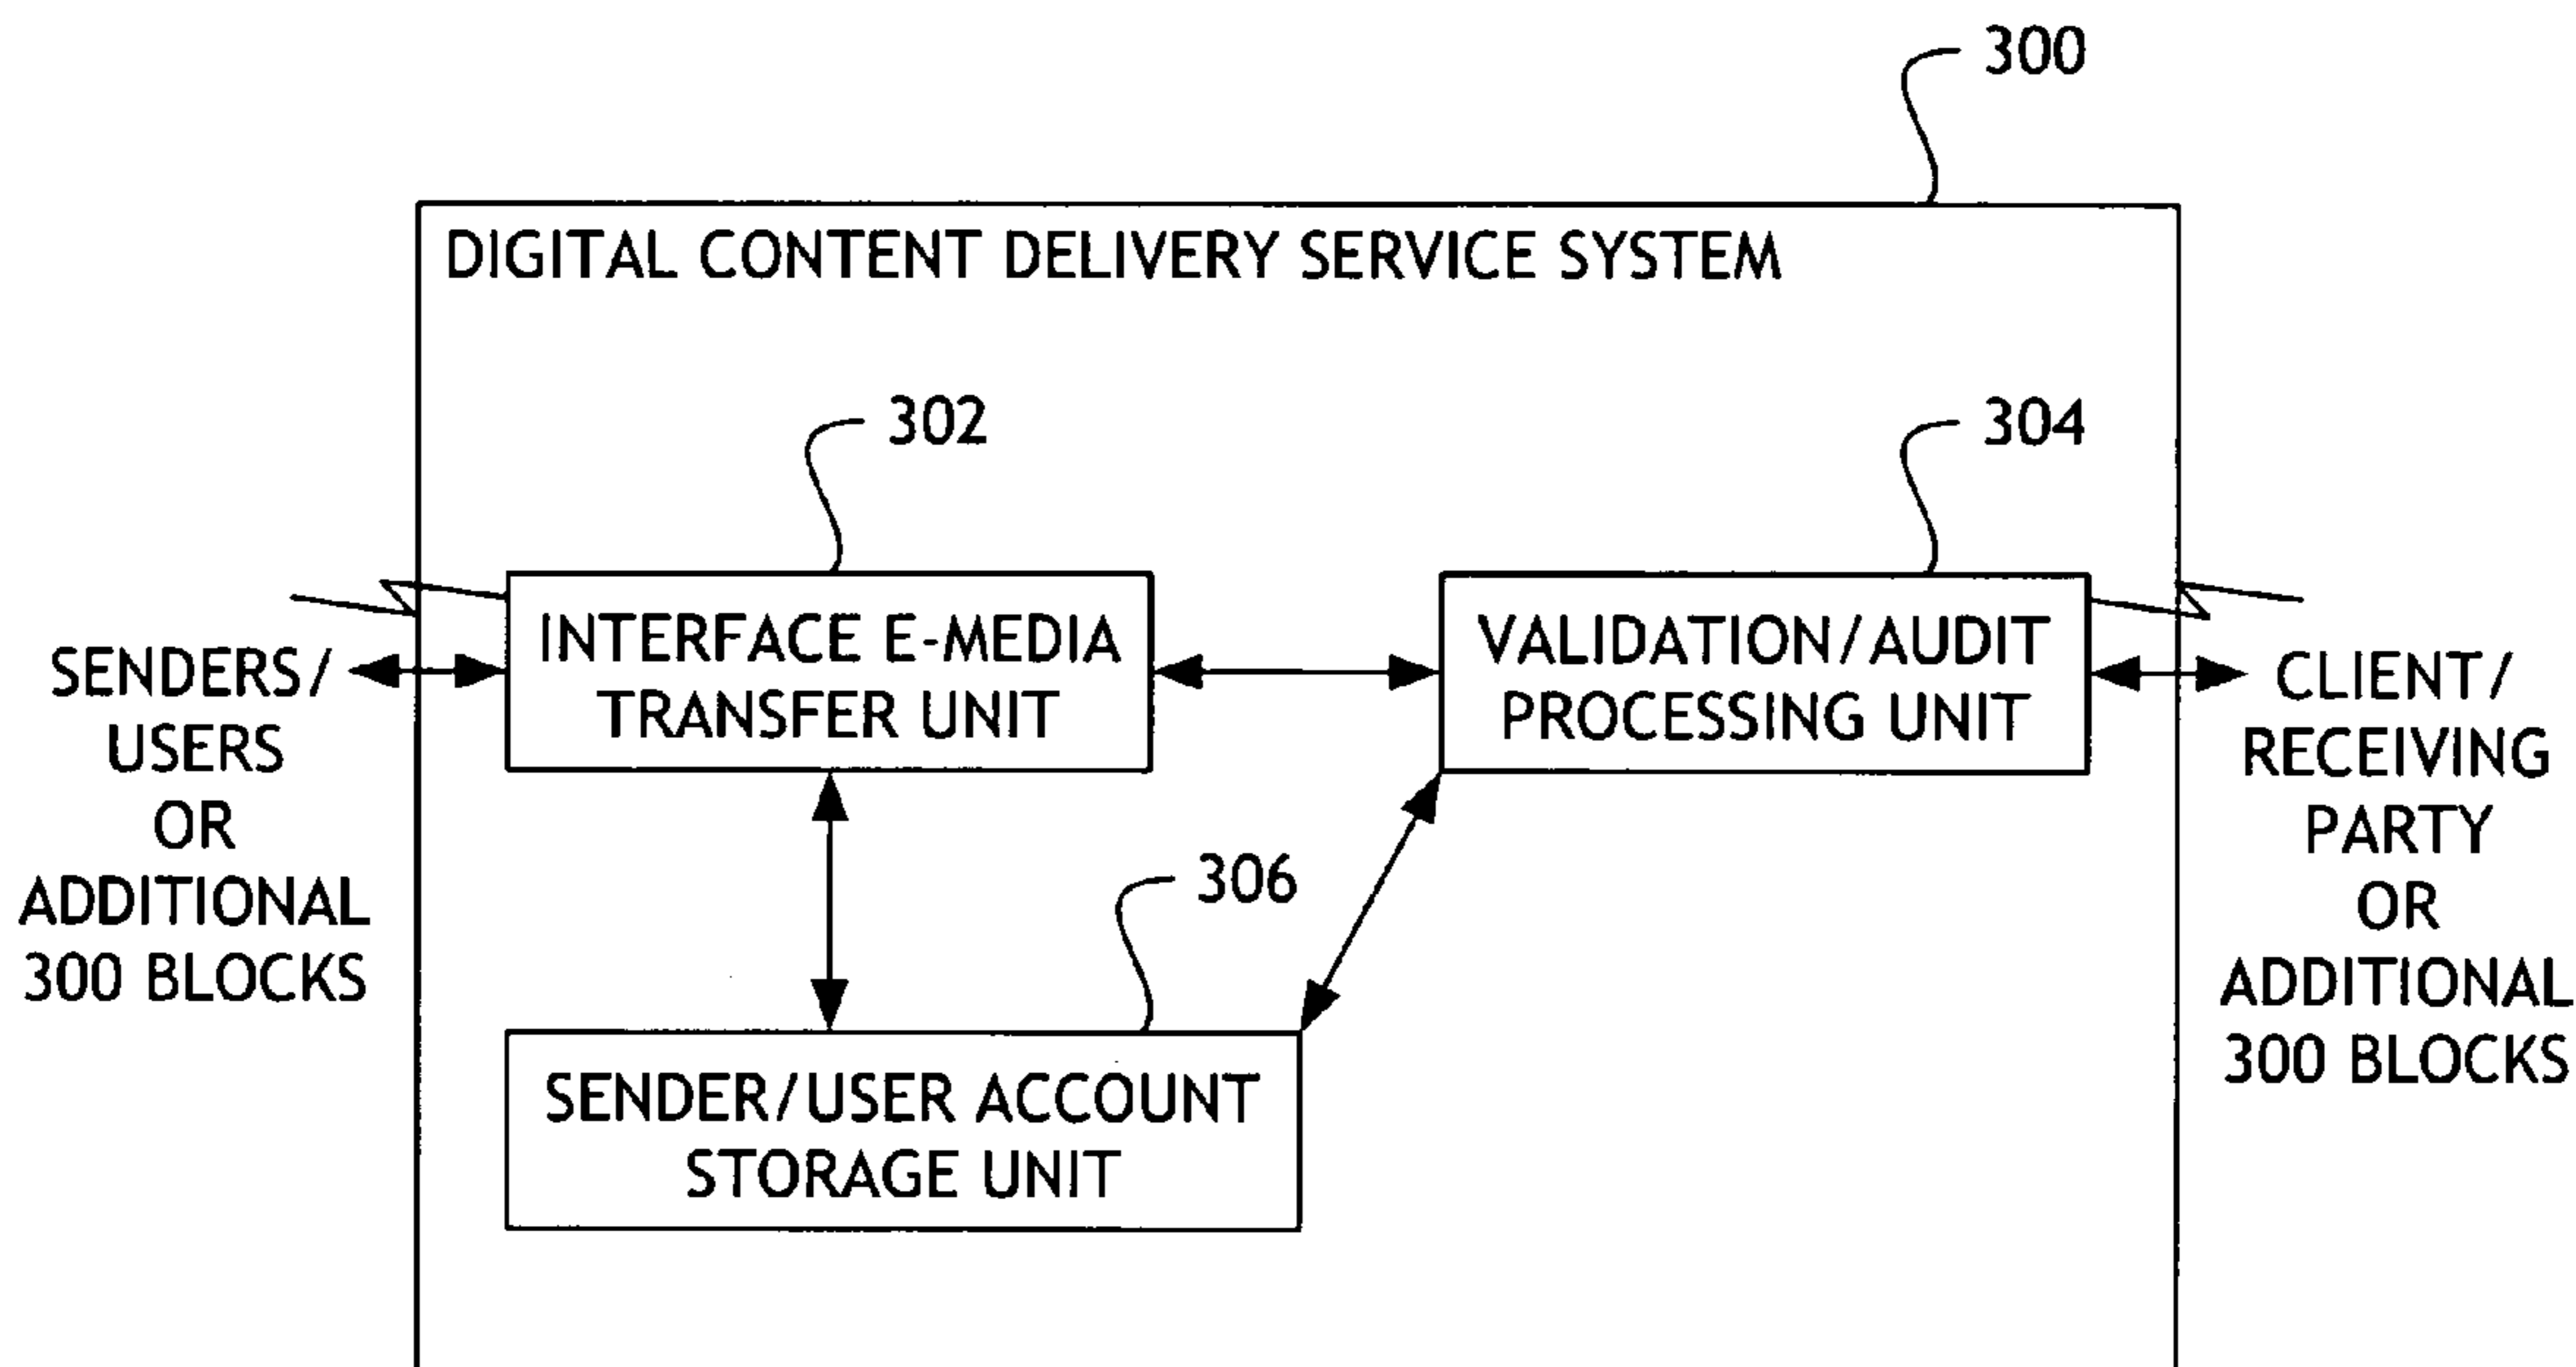 300
DIGITAL CONTENT DELIVERY SERVICE SYSTEM
302
304
INTERFACE E-MEDIA
TRANSFER UNIT
VALIDATION/AUDIT
PROCESSING UNIT
SENDERS/
USERS
OR
ADDITIONAL
300 BLOCKS
CLIENT/
RECEIVING
PARTY
OR
ADDITIONAL
300 BLOCKS
306
SENDER/USER ACCOUNT
STORAGE UNIT